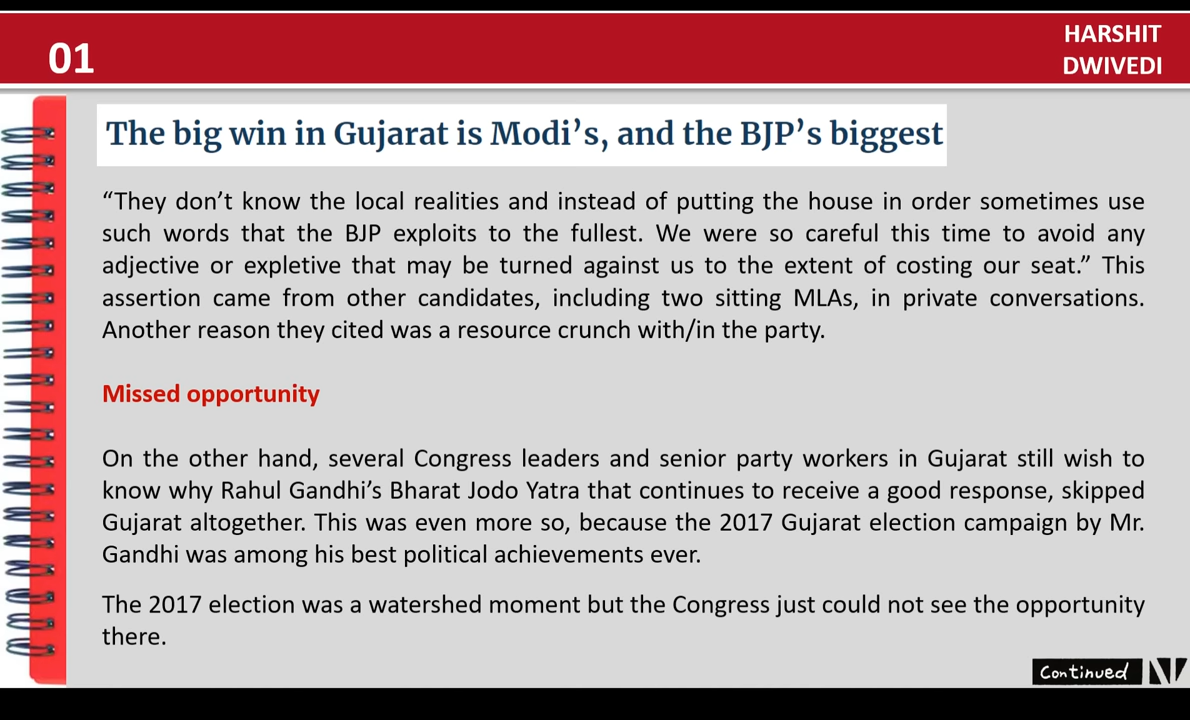 01
HARSHIT
DWIVEDI
The big win in Gujarat is Modi’s, and the BJP’s biggest
“They don’t know the local realities and instead of putting the house in order sometimes use
such words that the BJP exploits to the fullest. We were so careful this time to avoid any
adjective or expletive that may be turned against us to the extent of costing our seat.” This
assertion came from other candidates, including two sitting MLAs, in private conversations.
Another reason they cited was a resource crunch with/in the party.
Missed opportunity
On the other hand, several Congress leaders and senior party workers in Gujarat still wish to
know why Rahul Gandhi’s Bharat Jodo Yatra that continues to receive a good response, skipped
Gujarat altogether. This was even more so, because the 2017 Gujarat election campaign by Mr.
Gandhi was among his best political achievements ever.
The 2017 election was a watershed moment but the Congress just could not see the opportunity
there.
Continued